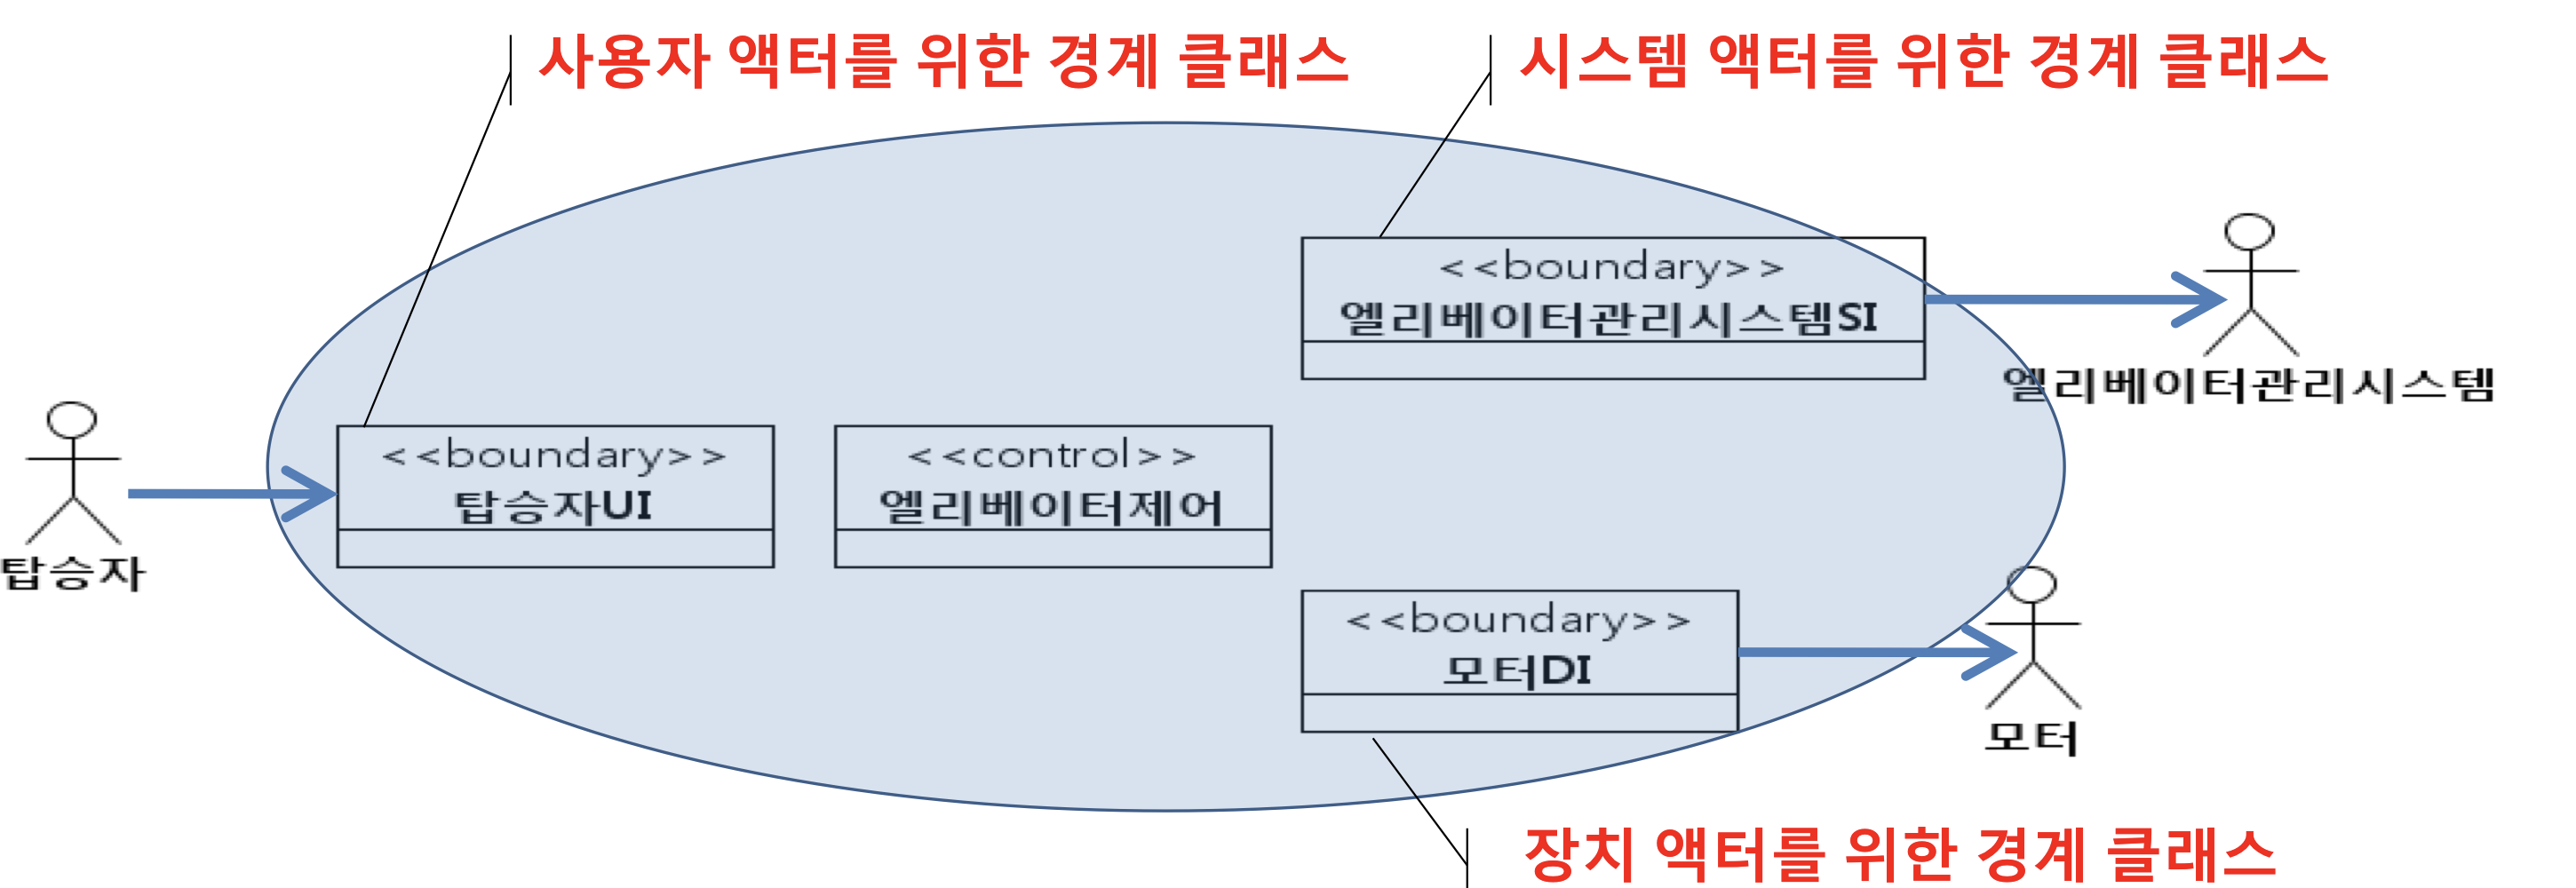 사용자 액터를 위한 경계 클래스
시스템 액터를 위한 경계 클래스
<<boundary>>
엘리베이터관리시스템SI
엘리베이터관리시스템
<<boundary>>
탑승자UI
<<control>>
엘리베이터제어
탑승자
<<boundary>>
모터DI
모터
장치 액터를 위한 경계 클래스